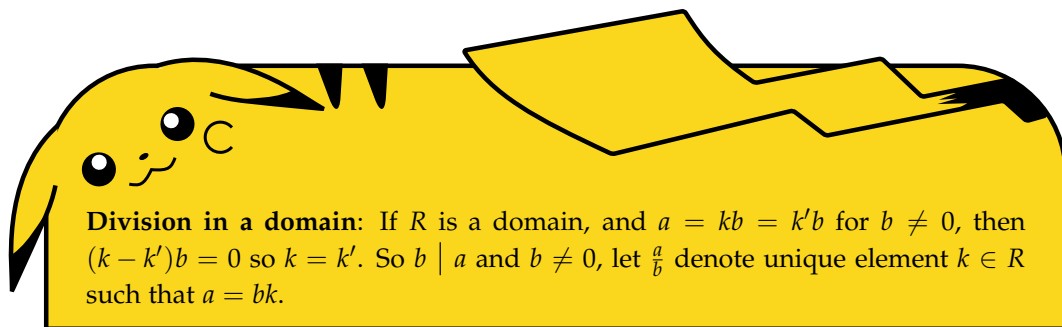 Division in a domain: If R is a domain, and a = kb = k′b for b ≠ 0, then
(k − k′)b = 0 so k = k′. So b | a and b ≠ 0, let a/b denote unique element k ∈ R
such that a = bk.